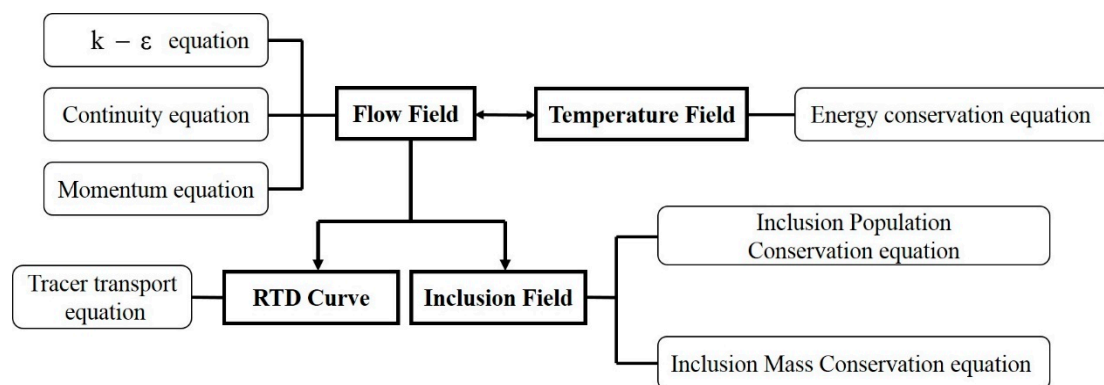 k − ε equation
Continuity equation
Momentum equation
Flow Field
Temperature Field
Energy conservation equation
Tracer transport
equation
RTD Curve
Inclusion Field
Inclusion Population
Conservation equation
Inclusion Mass Conservation equation